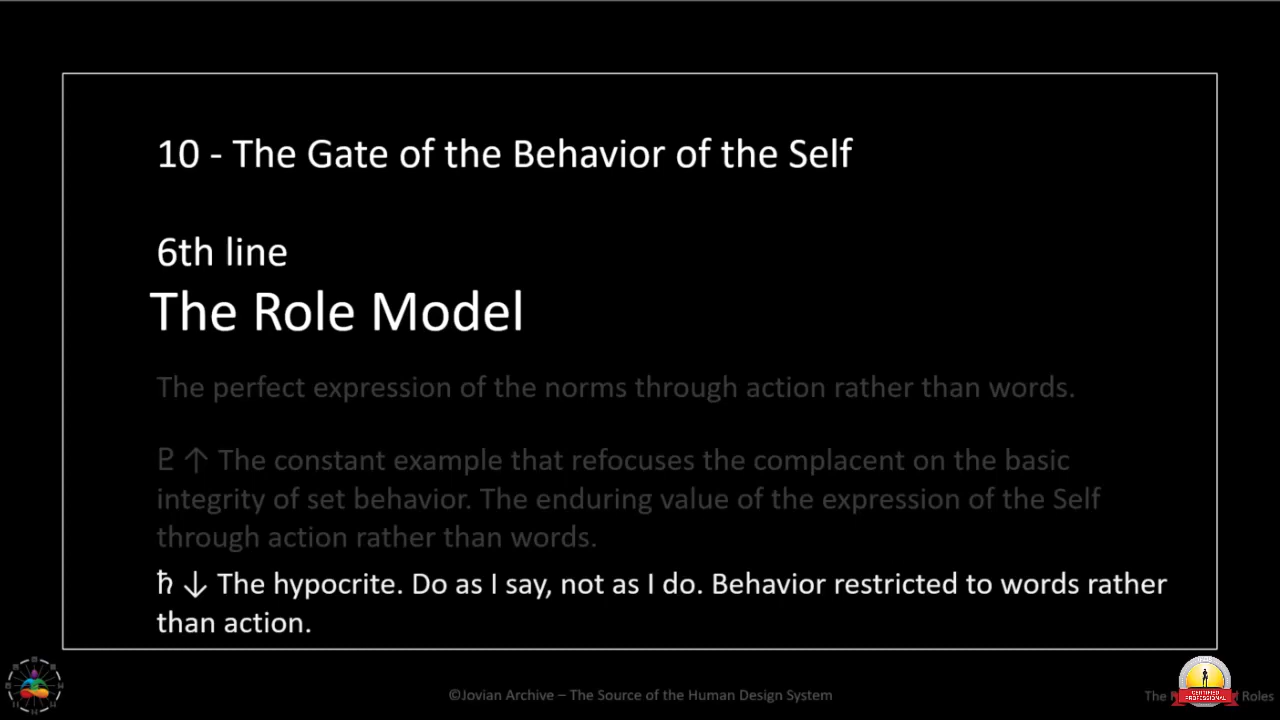 10 - The Gate of the Behavior of the Self
6th line
The Role Model
The perfect expression of the norms through action rather than words.
♇ ↑ The constant example that refocuses the complacent on the basic
integrity of set behavior. The enduring value of the expression of the Self
through action rather than words.
♄ ↓ The hypocrite. Do as I say, not as I do. Behavior restricted to words rather
than action.
©Jovian Archive – The Source of the Human Design System
The
Roles
CERTIFIED
PROFESSIONAL